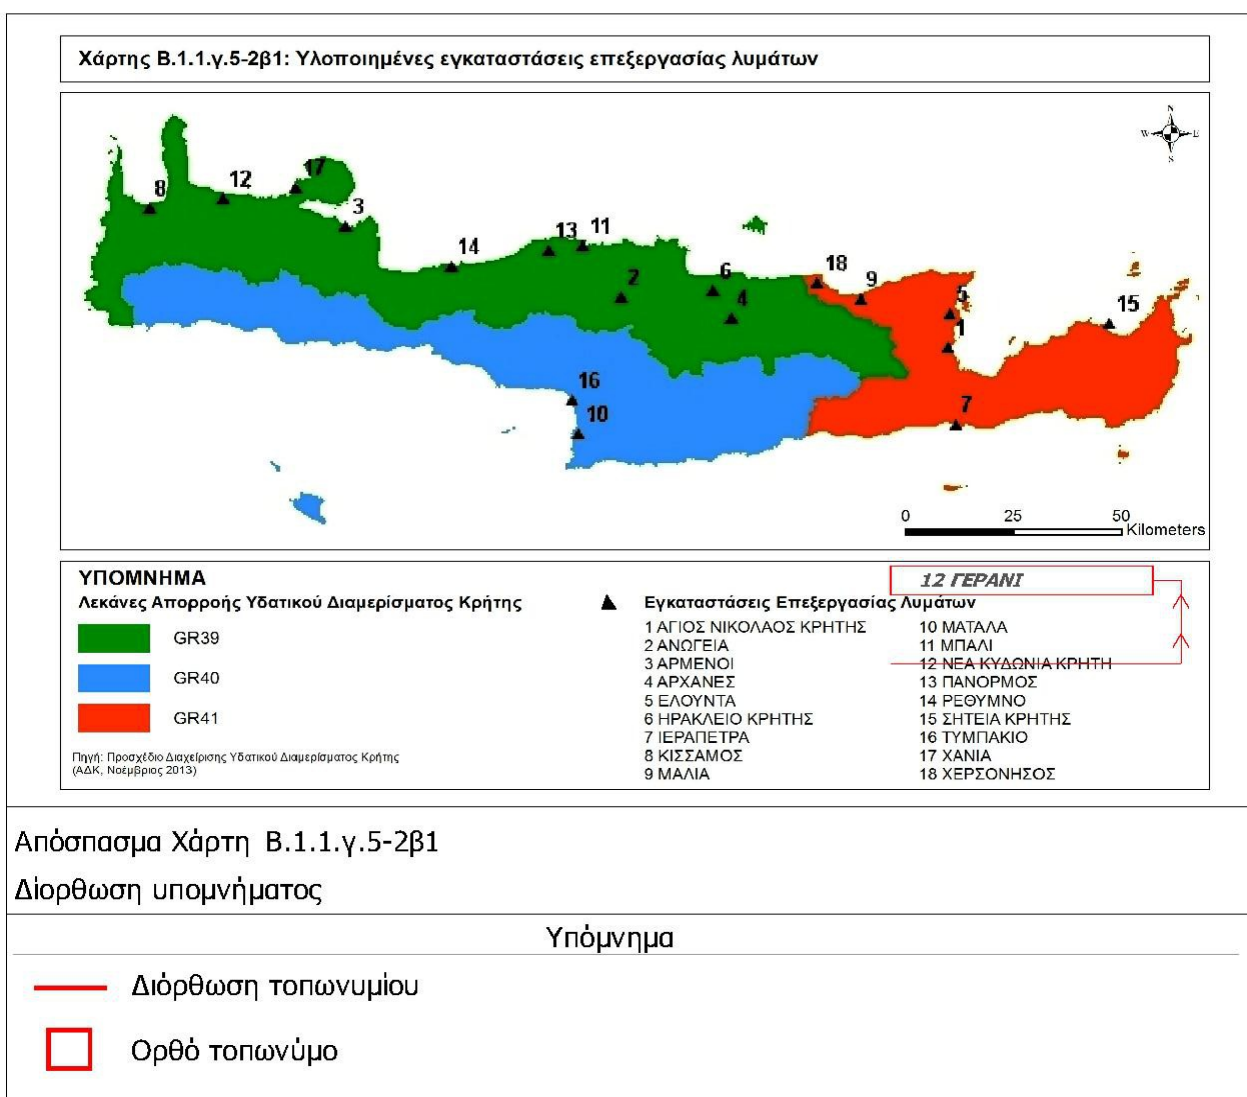 Χάρτης Β.1.1.γ.5-2β1: Υλοποιημένες εγκαταστάσεις επεξεργασίας λυμάτων
N
W E
S
17
12
8
3
13 11
14
2
6
4
18
9
5
1
15
16
10
7
0 25 50
Kilometers
ΥΠΟΜΝΗΜΑ
Λεκάνες Απορροής Υδατικού Διαμερίσματος Κρήτης
GR39
GR40
GR41
Πηγή: Προσχέδιο Διαχείρισης Υδατικού Διαμερίσματος Κρήτης
(ΑΔΚ, Νοέμβριος 2013)
12 ΓΕΡΑΝΙ
Εγκαταστάσεις Επεξεργασίας Λυμάτων
1 ΑΓΙΟΣ ΝΙΚΟΛΑΟΣ ΚΡΗΤΗΣ
2 ΑΝΩΓΕΙΑ
3 ΑΡΜΕΝΟΙ
4 ΑΡΧΑΝΕΣ
5 ΕΛΟΥΝΤΑ
6 ΗΡΑΚΛΕΙΟ ΚΡΗΤΗΣ
7 ΙΕΡΑΠΕΤΡΑ
8 ΚΙΣΣΑΜΟΣ
9 ΜΑΛΙΑ
10 ΜΑΤΑΛΑ
11 ΜΠΑΛΙ
12 ΝΕΑ ΚΥΔΩΝΙΑ ΚΡΗΤΗ
13 ΠΑΝΟΡΜΟΣ
14 ΡΕΘΥΜΝΟ
15 ΣΗΤΕΙΑ ΚΡΗΤΗΣ
16 ΤΥΜΠΑΚΙΟ
17 ΧΑΝΙΑ
18 ΧΕΡΣΟΝΗΣΟΣ
Απόσπασμα Χάρτη Β.1.1.γ.5-2β1
Δίορθωση υπομνήματος
Υπόμνημα
Διόρθωση τοπωνυμίου
Ορθό τοπωνύμο